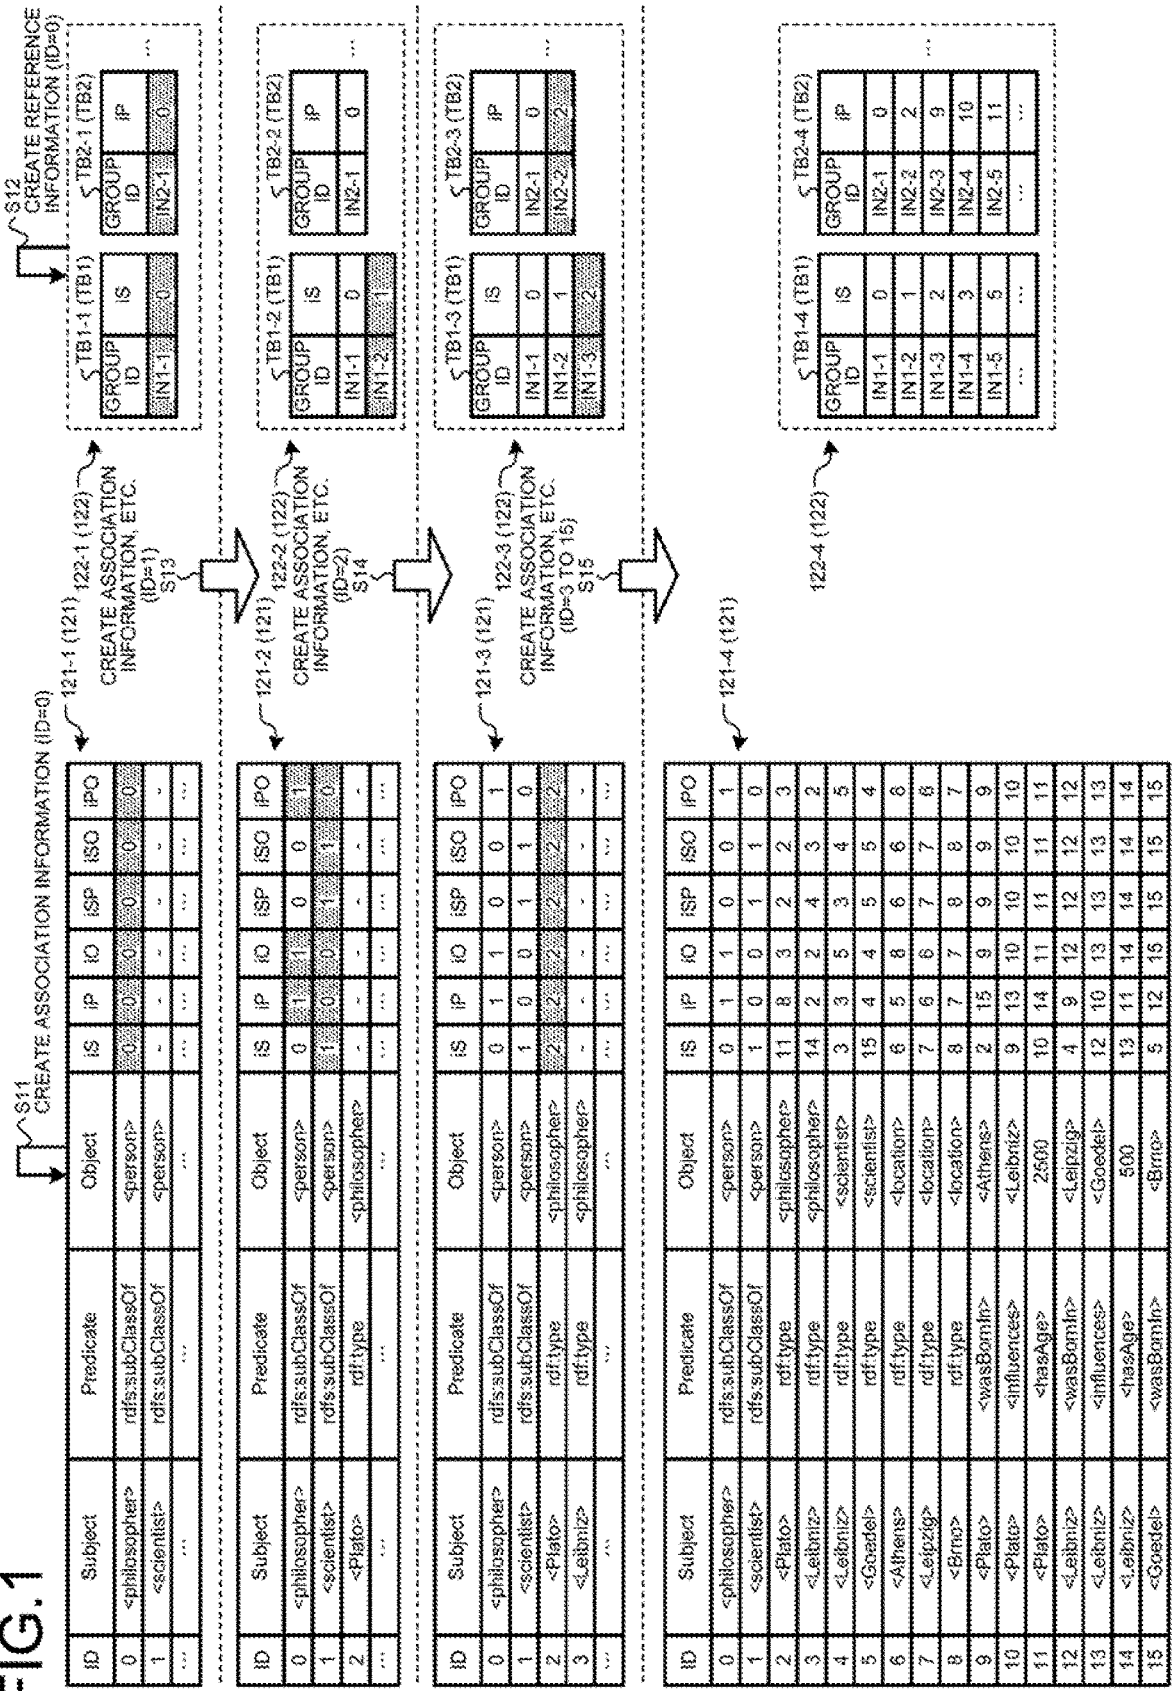 FIG.1
S11
CREATE ASSOCIATION INFORMATION (ID=0)
S12
CREATE REFERENCE
INFORMATION (ID=0)
121-1 (121)
ID Subject Predicate Object iS iP iO iSP iSO iPO
0 <philosopher> rdfs:subClassOf <person> 0 0 0 0 0 0
1 <scientist> rdfs:subClassOf <person> - - - - - -
... ... ... ... ... ... ... ... ... ...
122-1 (122)
TB1-1 (TB1)
GROUP ID iS
IN1-1 0
TB2-1 (TB2)
GROUP ID iP
IN2-1 0
...
CREATE ASSOCIATION
INFORMATION, ETC.
(ID=1)
S13
121-2 (121)
ID Subject Predicate Object iS iP iO iSP iSO iPO
0 <philosopher> rdfs:subClassOf <person> 0 1 1 0 0 1
1 <scientist> rdfs:subClassOf <person> 1 0 0 1 1 0
2 <Plato> rdf:type <philosopher> - - - - - -
... ... ... ... ... ... ... ... ... ...
122-2 (122)
TB1-2 (TB1)
GROUP ID iS
IN1-1 0
IN1-2 1
TB2-2 (TB2)
GROUP ID iP
IN2-1 0
...
CREATE ASSOCIATION
INFORMATION, ETC.
(ID=2)
S14
121-3 (121)
ID Subject Predicate Object iS iP iO iSP iSO iPO
0 <philosopher> rdfs:subClassOf <person> 0 1 1 0 0 1
1 <scientist> rdfs:subClassOf <person> 1 0 0 1 1 0
2 <Plato> rdf:type <philosopher> 2 2 2 2 2 2
3 <Leibniz> rdf:type <philosopher> - - - - - -
... ... ... ... ... ... ... ... ... ...
122-3 (122)
TB1-3 (TB1)
GROUP ID iS
IN1-1 0
IN1-2 1
IN1-3 2
TB2-3 (TB2)
GROUP ID iP
IN2-1 0
IN2-2 2
...
CREATE ASSOCIATION
INFORMATION, ETC.
(ID=3 TO 15)
S15
121-4 (121)
ID Subject Predicate Object iS iP iO iSP iSO iPO
0 <philosopher> rdfs:subClassOf <person> 0 1 1 0 0 1
1 <scientist> rdfs:subClassOf <person> 1 0 0 1 1 0
2 <Plato> rdf:type <philosopher> 11 8 3 2 2 3
3 <Leibniz> rdf:type <philosopher> 14 2 2 4 3 2
4 <Leibniz> rdf:type <scientist> 3 3 5 3 4 5
5 <Goedel> rdf:type <scientist> 15 4 4 5 5 4
6 <Athens> rdf:type <location> 6 5 8 6 6 8
7 <Leipzig> rdf:type <location> 7 6 6 7 7 6
8 <Brno> rdf:type <location> 8 7 7 8 8 7
9 <Plato> <wasBornIn> <Athens> 2 15 9 9 9 9
10 <Plato> <influences> <Leibniz> 9 13 10 10 10 10
11 <Plato> <hasAge> 2500 10 14 11 11 11 11
12 <Leibniz> <wasBornIn> <Leipzig> 4 9 12 12 12 12
13 <Leibniz> <influences> <Goedel> 12 10 13 13 13 13
14 <Leibniz> <hasAge> 500 13 11 14 14 14 14
15 <Goedel> <wasBornIn> <Brno> 5 12 15 15 15 15
122-4 (122)
TB1-4 (TB1)
GROUP ID iS
IN1-1 0
IN1-2 1
IN1-3 2
IN1-4 3
IN1-5 5
... ...
TB2-4 (TB2)
GROUP ID iP
IN2-1 0
IN2-2 2
IN2-3 9
IN2-4 10
IN2-5 11
... ...
...